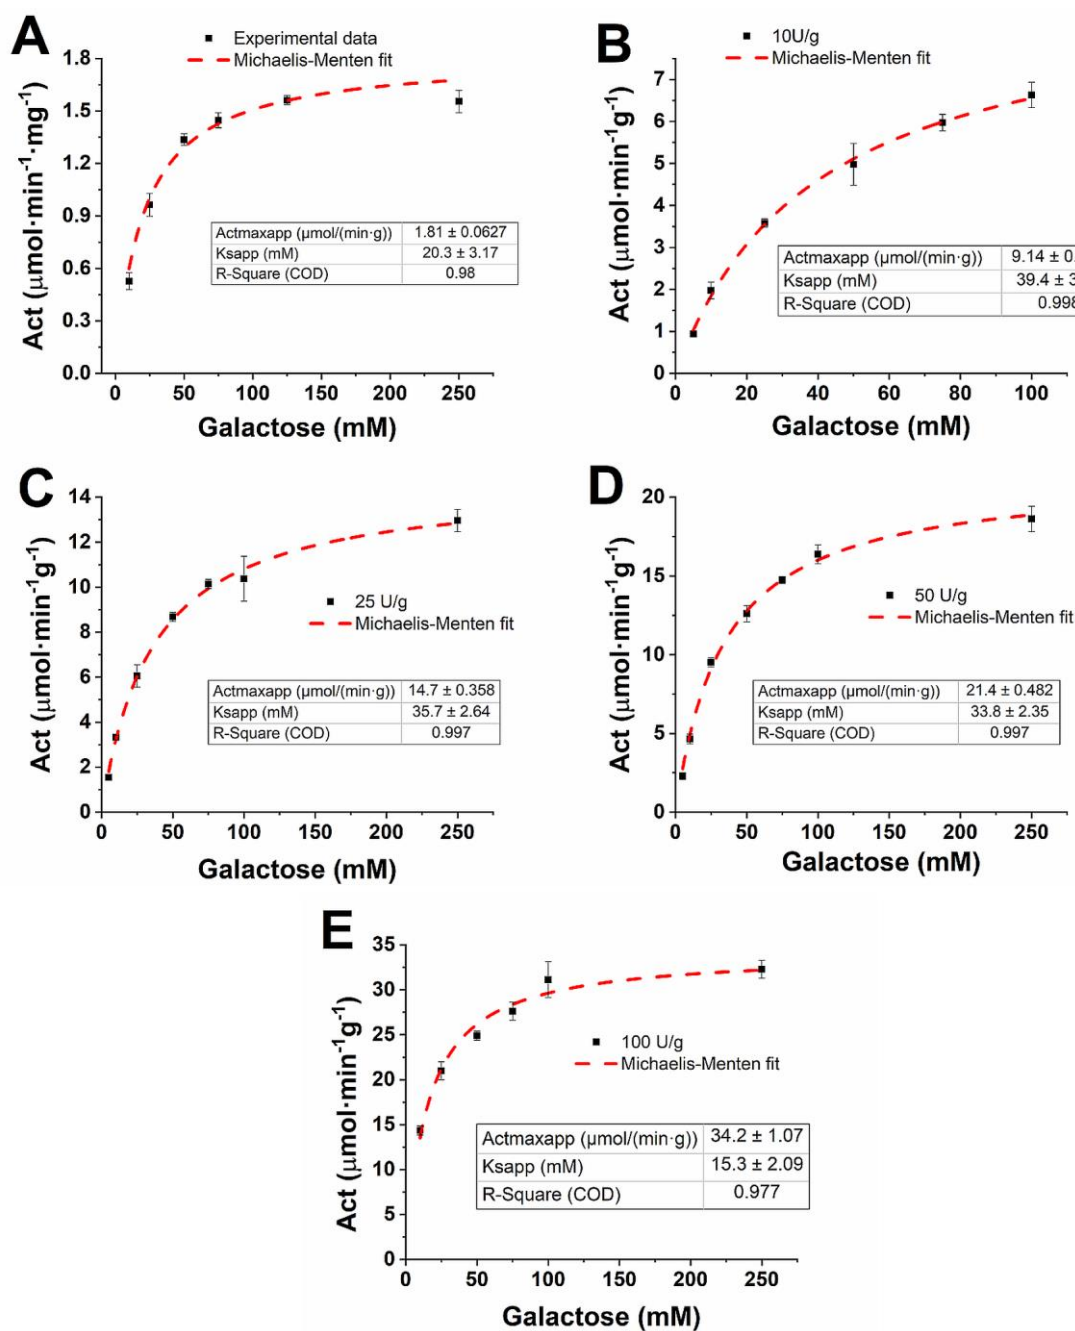 A
Experimental data
Michaelis-Menten fit
1.8
1.5
1.2
0.9
0.6
0.3
0.0
Act (μmol·min⁻¹·mg⁻¹)
Actmaxapp (μmol/(min·g)) 1.81 ± 0.0627
Ksapp (mM) 20.3 ± 3.17
R-Square (COD) 0.98
0 50 100 150 200 250
Galactose (mM)
B
10U/g
Michaelis-Menten fit
7
6
5
4
3
2
1
0
Act (μmol·min⁻¹g⁻¹)
Actmaxapp (μmol/(min·g)) 9.14 ± 0.
Ksapp (mM) 39.4 ± 3
R-Square (COD) 0.998
20 40 60 80 100
Galactose (mM)
C
14
12
10
8
6
4
2
0
Act (μmol·min⁻¹g⁻¹)
25 U/g
Michaelis-Menten fit
Actmaxapp (μmol/(min·g)) 14.7 ± 0.358
Ksapp (mM) 35.7 ± 2.64
R-Square (COD) 0.997
0 50 100 150 200 250
Galactose (mM)
D
20
15
10
5
0
Act (μmol·min⁻¹g⁻¹)
50 U/g
Michaelis-Menten fit
Actmaxapp (μmol/(min·g)) 21.4 ± 0.482
Ksapp (mM) 33.8 ± 2.35
R-Square (COD) 0.997
0 50 100 150 200 250
Galactose (mM)
E
35
30
25
20
15
10
5
0
Act (μmol·min⁻¹g⁻¹)
100 U/g
Michaelis-Menten fit
Actmaxapp (μmol/(min·g)) 34.2 ± 1.07
Ksapp (mM) 15.3 ± 2.09
R-Square (COD) 0.977
0 50 100 150 200 250
Galactose (mM)